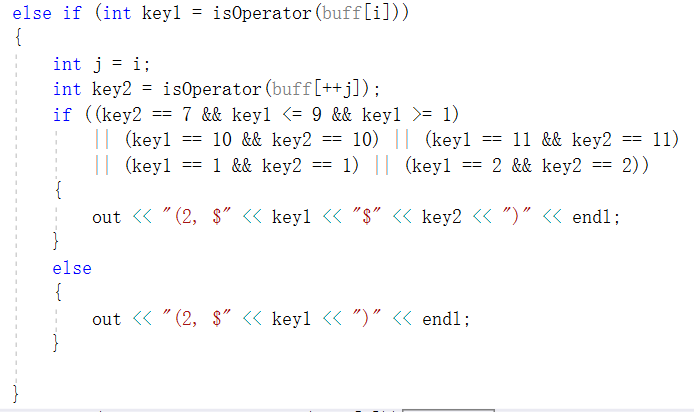 else if (int key1 = isOperator(buff[i]))
{
    int j = i;
    int key2 = isOperator(buff[++j]);
    if ((key2 == 7 && key1 <= 9 && key1 >= 1)
        || (key1 == 10 && key2 == 10) || (key1 == 11 && key2 == 11)
        || (key1 == 1 && key2 == 1) || (key1 == 2 && key2 == 2))
    {
        out << "(2, $" << key1 << "$" << key2 << ")" << endl;
    }
    else
    {
        out << "(2, $" << key1 << ")" << endl;
    }
}